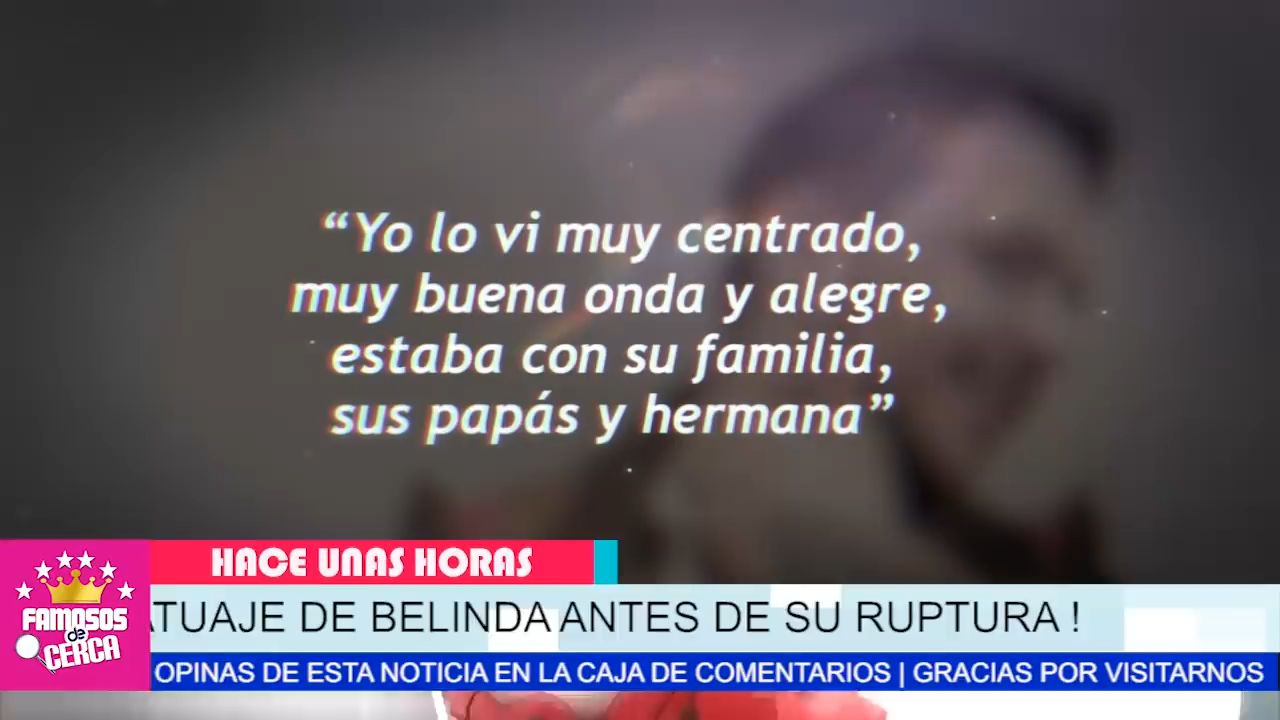 “Yo lo vi muy centrado,
muy buena onda y alegre,
estaba con su familia,
sus papás y hermana”
HACE UNAS HORAS
FAMOSOS
de
CERCA
ATUAJE DE BELINDA ANTES DE SU RUPTURA !
OPINAS DE ESTA NOTICIA EN LA CAJA DE COMENTARIOS | GRACIAS POR VISITARNOS